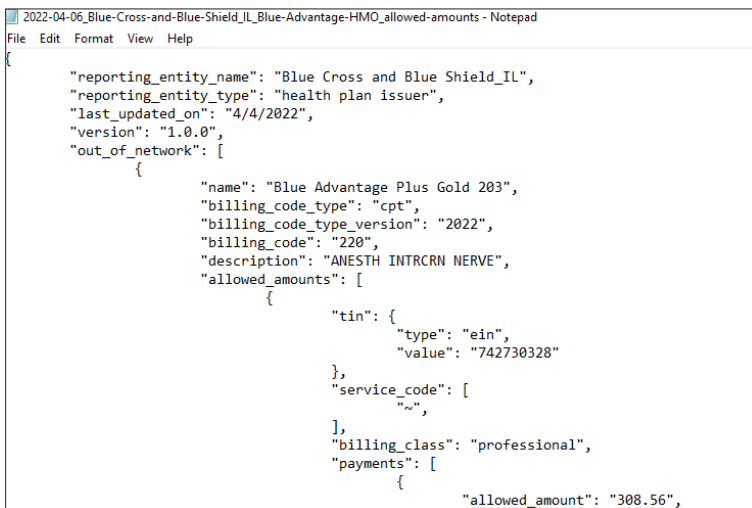 2022-04-06_Blue-Cross-and-Blue-Shield_IL_Blue-Advantage-HMO_allowed-amounts - Notepad
File Edit Format View Help
{
"reporting_entity_name": "Blue Cross and Blue Shield_IL",
"reporting_entity_type": "health plan issuer",
"last_updated_on": "4/4/2022",
"version": "1.0.0",
"out_of_network": [
{
"name": "Blue Advantage Plus Gold 203",
"billing_code_type": "cpt",
"billing_code_type_version": "2022",
"billing_code": "220",
"description": "ANESTH INTRCRN NERVE",
"allowed_amounts": [
{
"tin": {
"type": "ein",
"value": "742730328"
},
"service_code": [
"~",
],
"billing_class": "professional",
"payments": [
{
"allowed_amount": "308.56",